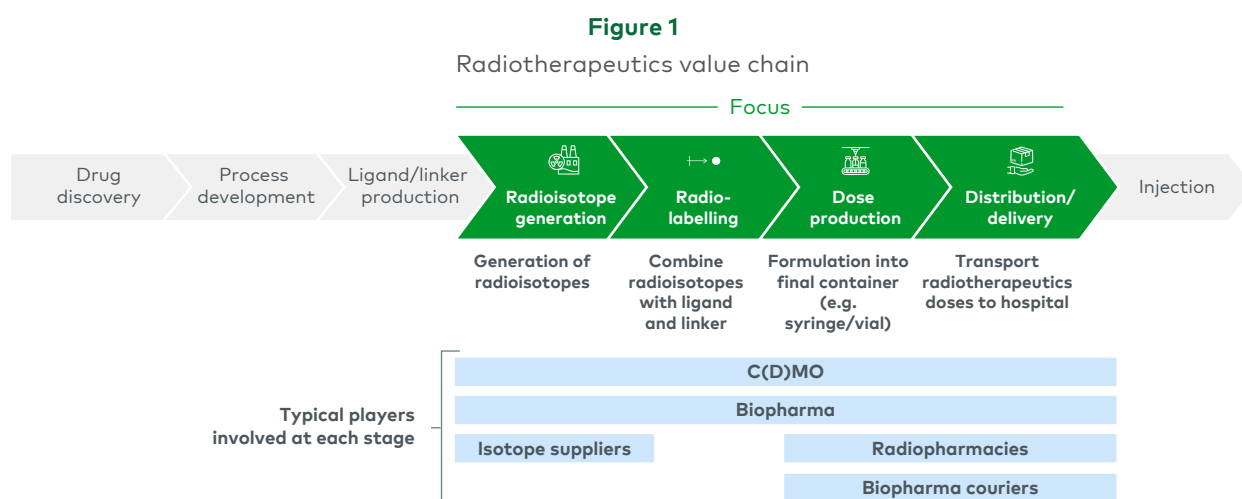 Figure 1
Radiotherapeutics value chain
Focus
Drug
discovery
Process
development
Ligand/linker
production
Radioisotope
generation
Radio-
labelling
Dose
production
Distribution/
delivery
Injection
Generation of
radioisotopes
Combine
radioisotopes
with ligand
and linker
Formulation into
final container
(e.g.
syringe/vial)
Transport
radiotherapeutics
doses to hospital
Typical players
involved at each stage
C(D)MO
Biopharma
Isotope suppliers
Radiopharmacies
Biopharma couriers